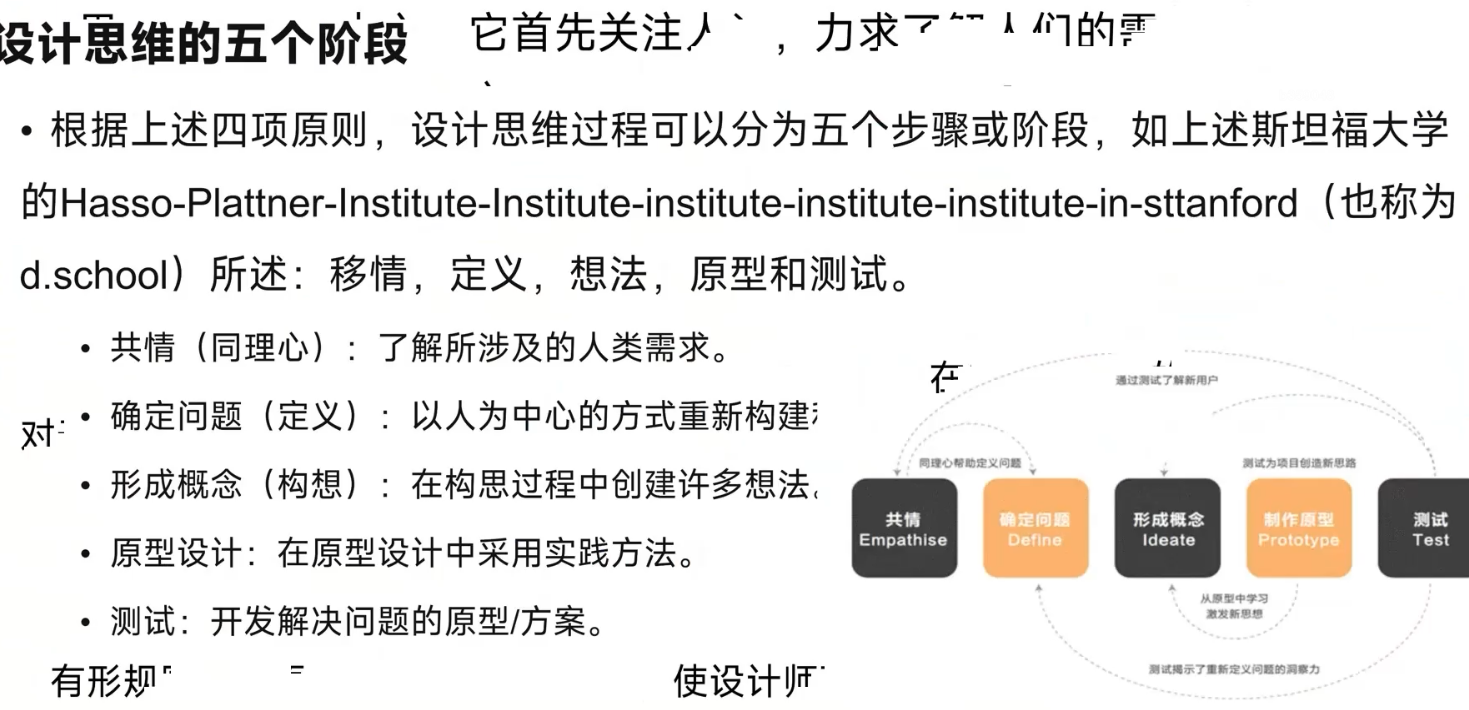 设计思维的五个阶段
它首先关注人 ，力求了解人们的需
• 根据上述四项原则，设计思维过程可以分为五个步骤或阶段，如上述斯坦福大学
的Hasso-Plattner-Institute-Institute-institute-institute-institute-in-sttanford（也称为
d.school）所述：移情，定义，想法，原型和测试。
• 共情（同理心）：了解所涉及的人类需求。
在
通过测试了解新用户
对
• 确定问题（定义）：以人为中心的方式重新构建
• 形成概念（构想）：在构思过程中创建许多想法。
• 原型设计：在原型设计中采用实践方法。
• 测试：开发解决问题的原型/方案。
有形规
使设计师
同理心帮助定义问题
测试为项目创造新思路
共情
Empathise
确定问题
Define
形成概念
Ideate
制作原型
Prototype
测试
Test
从原型中学习
激发新思想
测试揭示了重新定义问题的洞察力